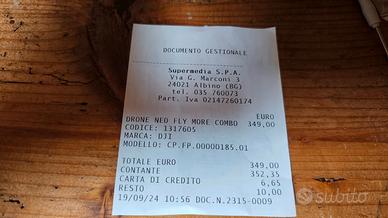 DOCUMENTO GESTIONALE
Supermedia S.P.A.
Via G. Marconi 3
24021 Albino (BG)
tel. 035 760073
Part. Iva 02147260174
EURO
DRONE NEO FLY MORE COMBO 349,00
CODICE: 1317605
MARCA: DJI
MODELLO: CP.FP.00000185.01
TOTALE EURO 349,00
CONTANTE 352,35
CARTA DI CREDITO 6,65
RESTO 10,00
19/09/24 10:56 DOC.N.2315-0009
subito